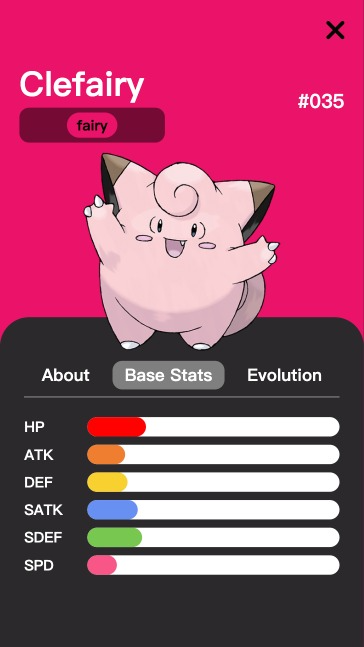 Clefairy
#035
fairy
About Base Stats Evolution
HP
ATK
DEF
SATK
SDEF
SPD